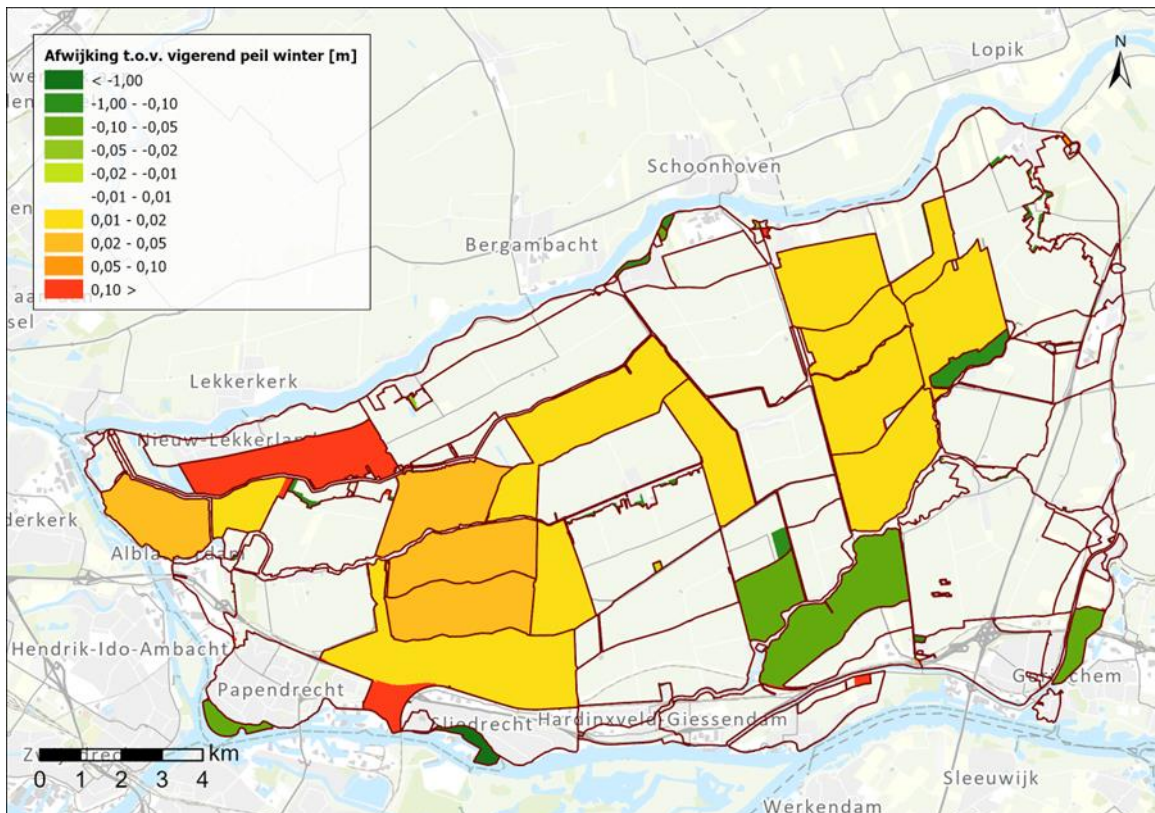 Afwijking t.o.v. vigerend peil winter [m]
< -1,00
-1,00 - -0,10
-0,10 - -0,05
-0,05 - -0,02
-0,02 - -0,01
-0,01 - 0,01
0,01 - 0,02
0,02 - 0,05
0,05 - 0,10
0,10 >
N
Lopik
Schoonhoven
Bergambacht
sel
Lekkerkerk
Nieuw-Lekkerland
derkerk
Hendrik-Ido-Ambacht
Papendrecht
Sliedrecht
Hardinxveld-Giessendam
km
0 1 2 3 4
Sleeuwijk
Werkendam